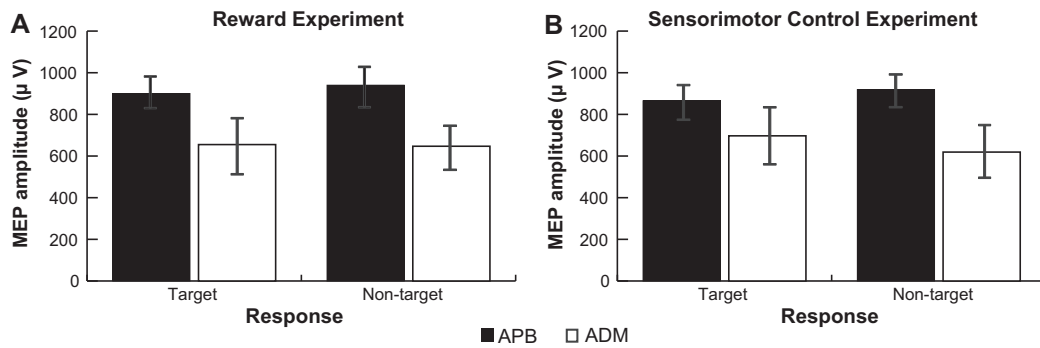 A
Reward Experiment
1200
1000
800
600
400
200
0
MEP amplitude (μ V)
Target
Non-target
Response
B
Sensorimotor Control Experiment
1200
1000
800
600
400
200
0
MEP amplitude (μ V)
Target
Non-target
Response
APB
ADM